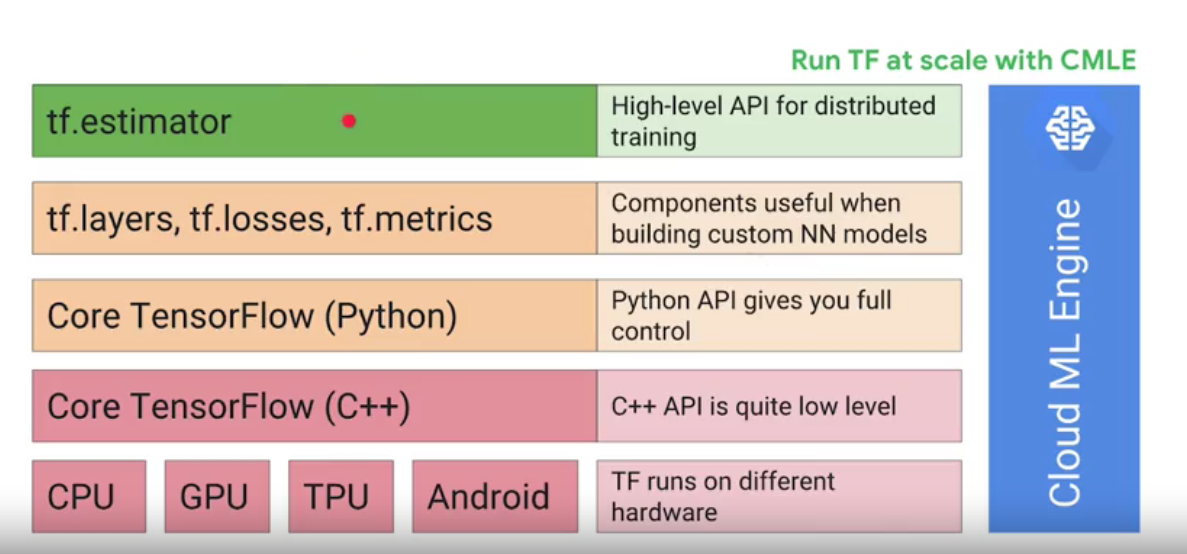 Run TF at scale with CMLE
tf.estimator
High-level API for distributed
training
tf.layers, tf.losses, tf.metrics
Components useful when
building custom NN models
Core TensorFlow (Python)
Python API gives you full
control
Core TensorFlow (C++)
C++ API is quite low level
CPU
GPU
TPU
Android
TF runs on different
hardware
Cloud ML Engine